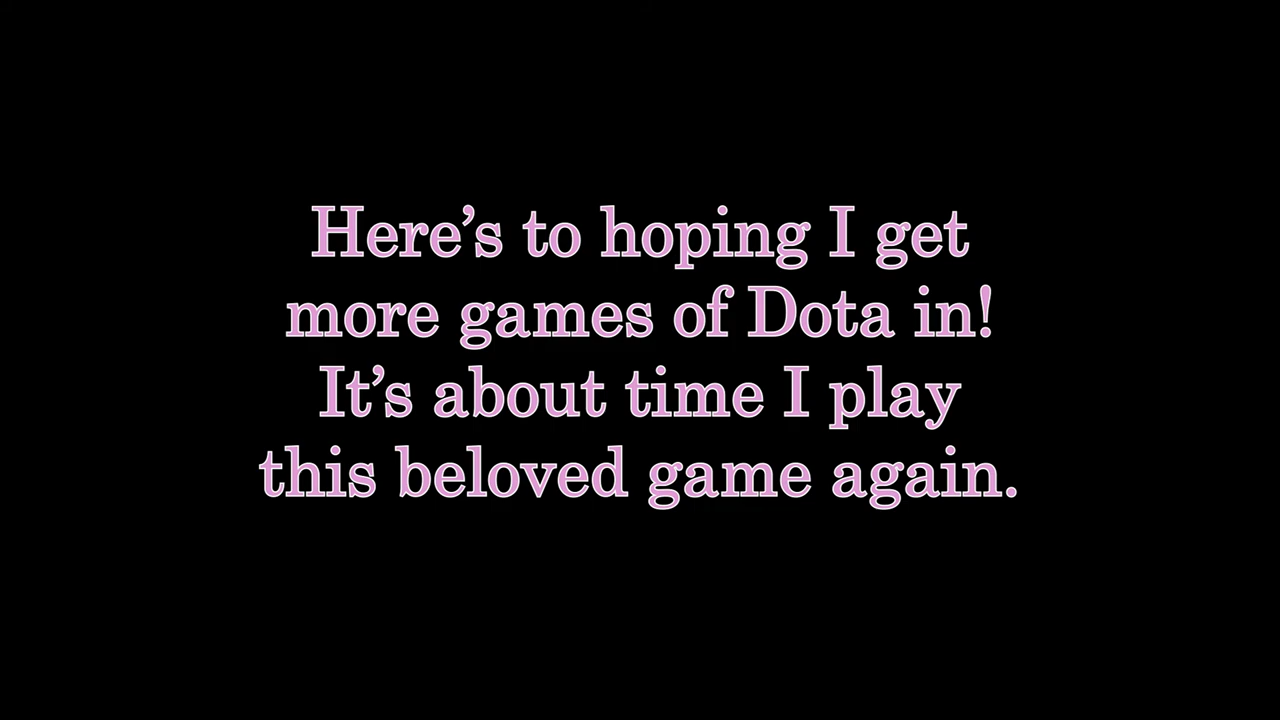 Here’s to hoping I get
more games of Dota in!
It’s about time I play
this beloved game again.